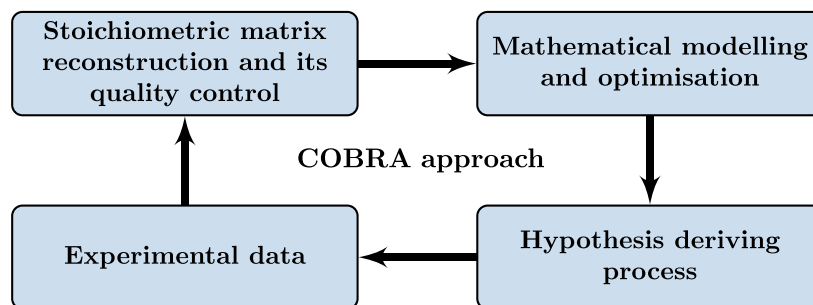 Stoichiometric matrix
reconstruction and its
quality control
Mathematical modelling
and optimisation
COBRA approach
Experimental data
Hypothesis deriving
process